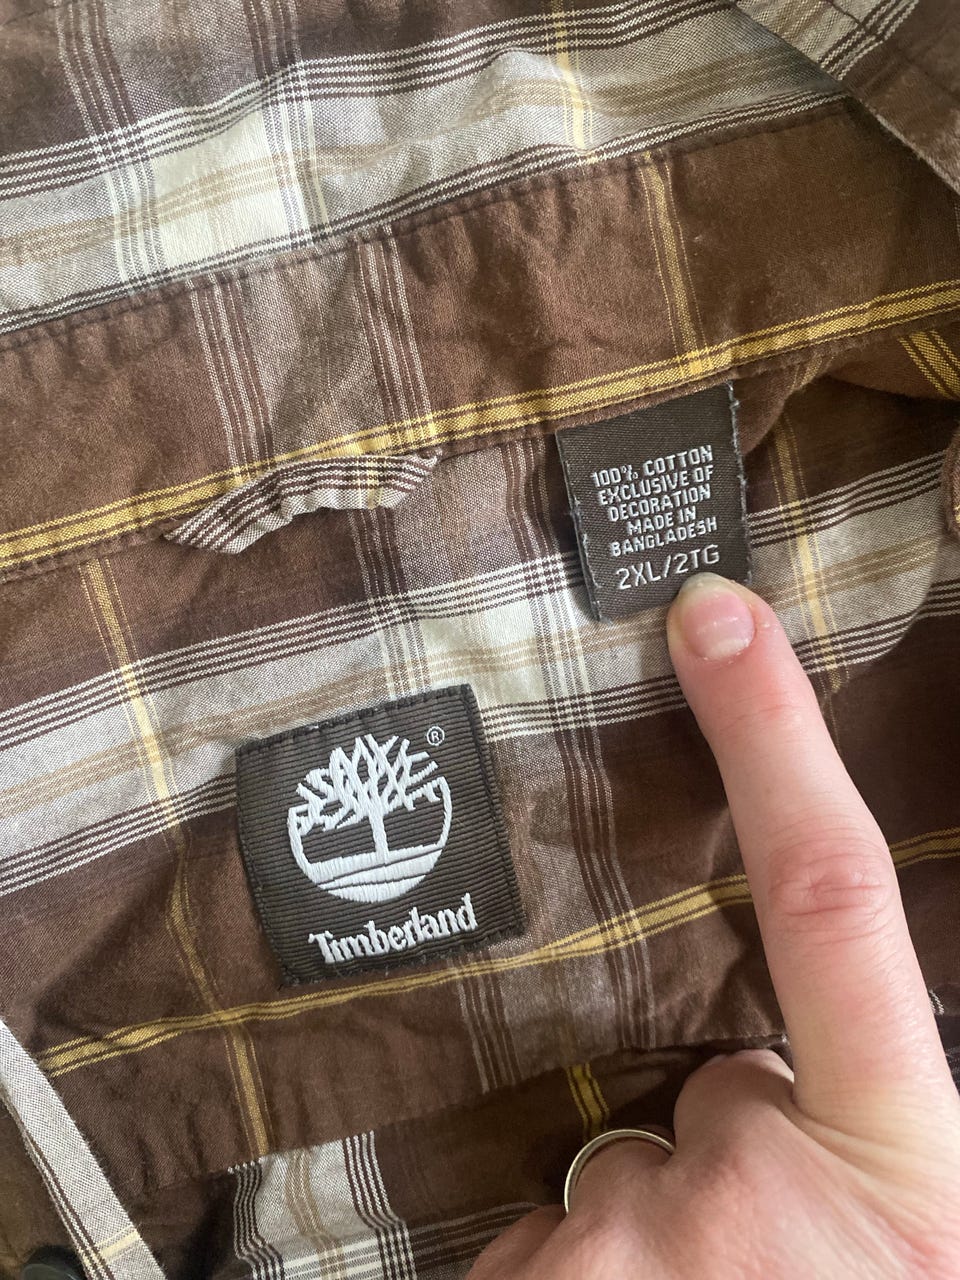 100% COTTON
EXCLUSIVE OF
DECORATION
MADE IN
BANGLADESH
2XL/2TG
®
Timberland